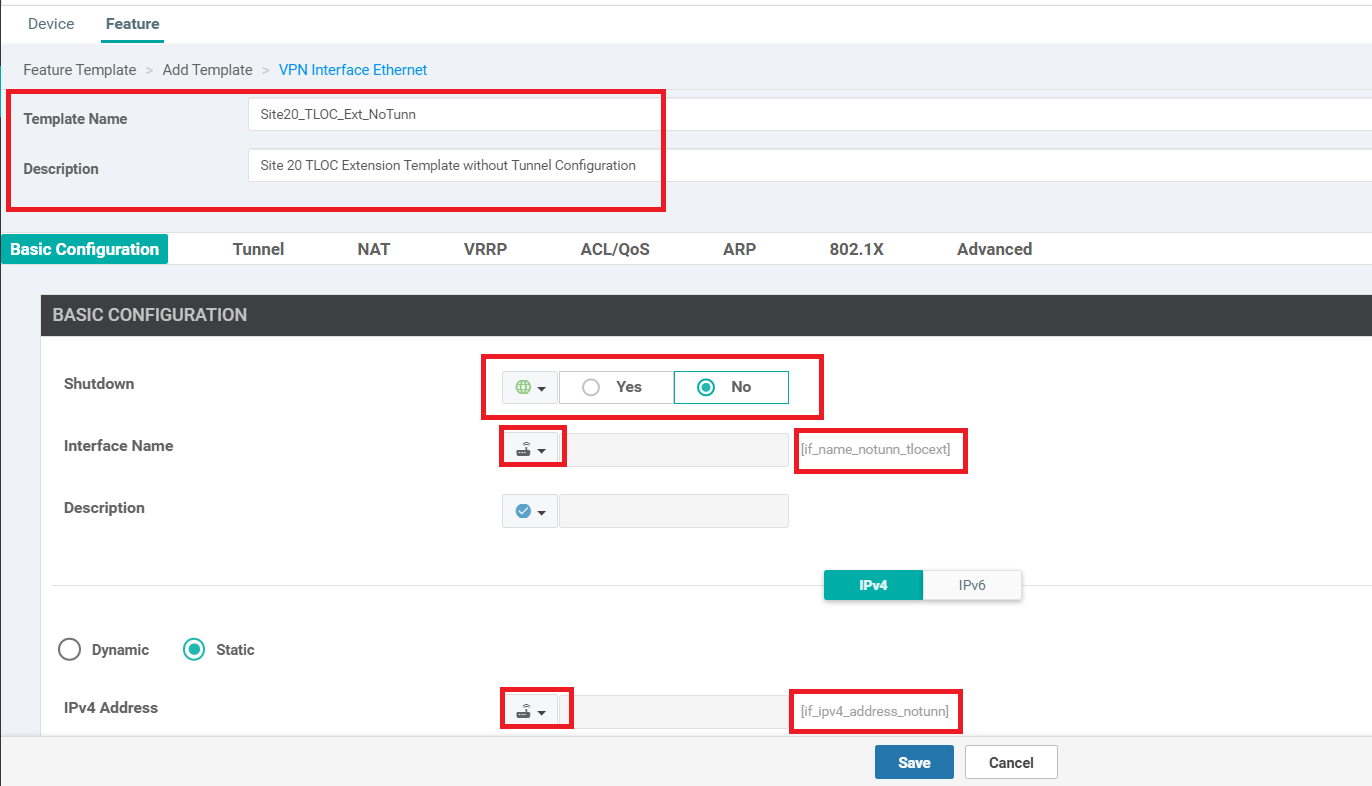 Device Feature
Feature Template > Add Template > VPN Interface Ethernet
Template Name Site20_TLOC_Ext_NoTunn
Description Site 20 TLOC Extension Template without Tunnel Configuration
Basic Configuration Tunnel NAT VRRP ACL/QoS ARP 802.1X Advanced
BASIC CONFIGURATION
Shutdown Yes No
Interface Name [if_name_notunn_tlocext]
Description
IPv4 IPv6
Dynamic Static
IPv4 Address [if_ipv4_address_notunn]
Save Cancel